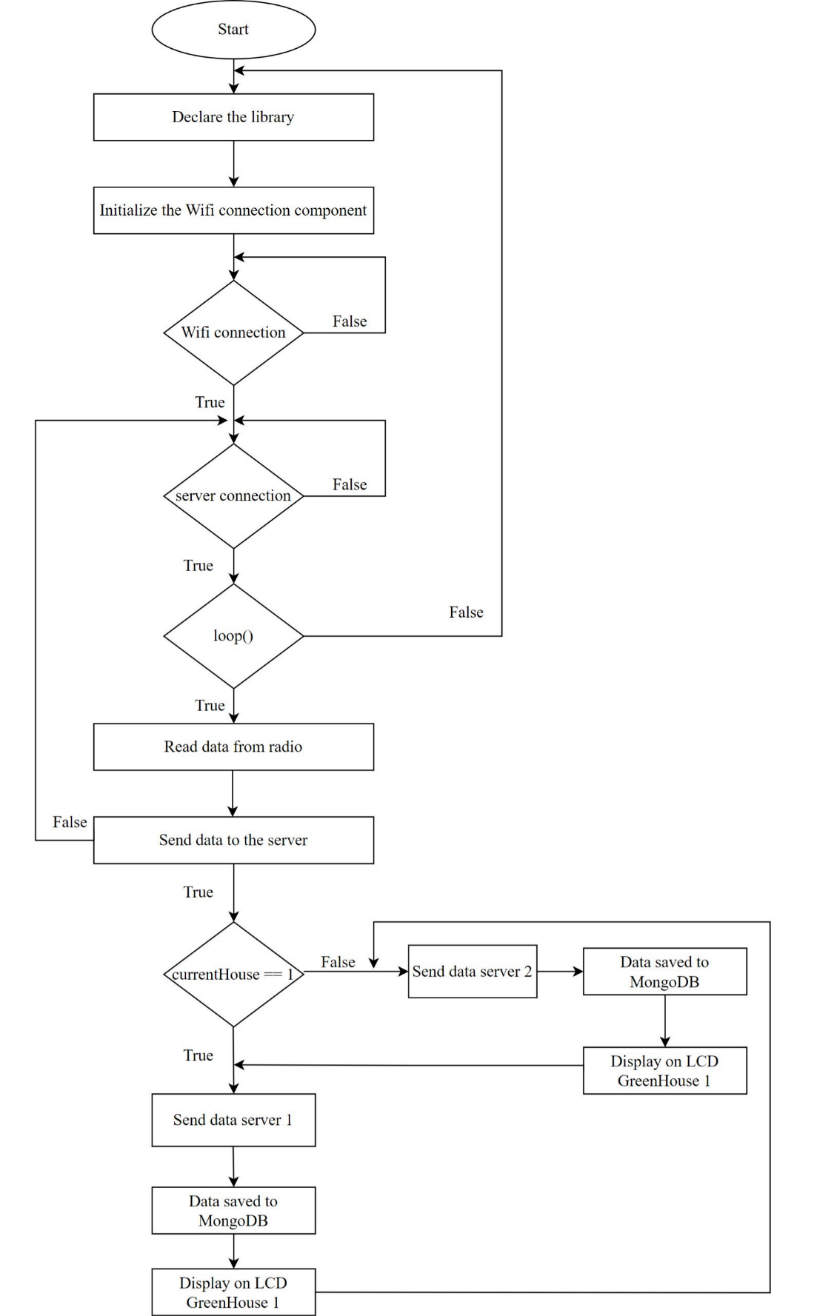 Start
Declare the library
Initialize the Wifi connection component
Wifi connection
False
True
server connection
False
True
loop()
False
True
Read data from radio
False
Send data to the server
True
currentHouse == 1
False
Send data server 2
Data saved to
MongoDB
True
Display on LCD
GreenHouse 1
Send data server 1
Data saved to
MongoDB
Display on LCD
GreenHouse 1